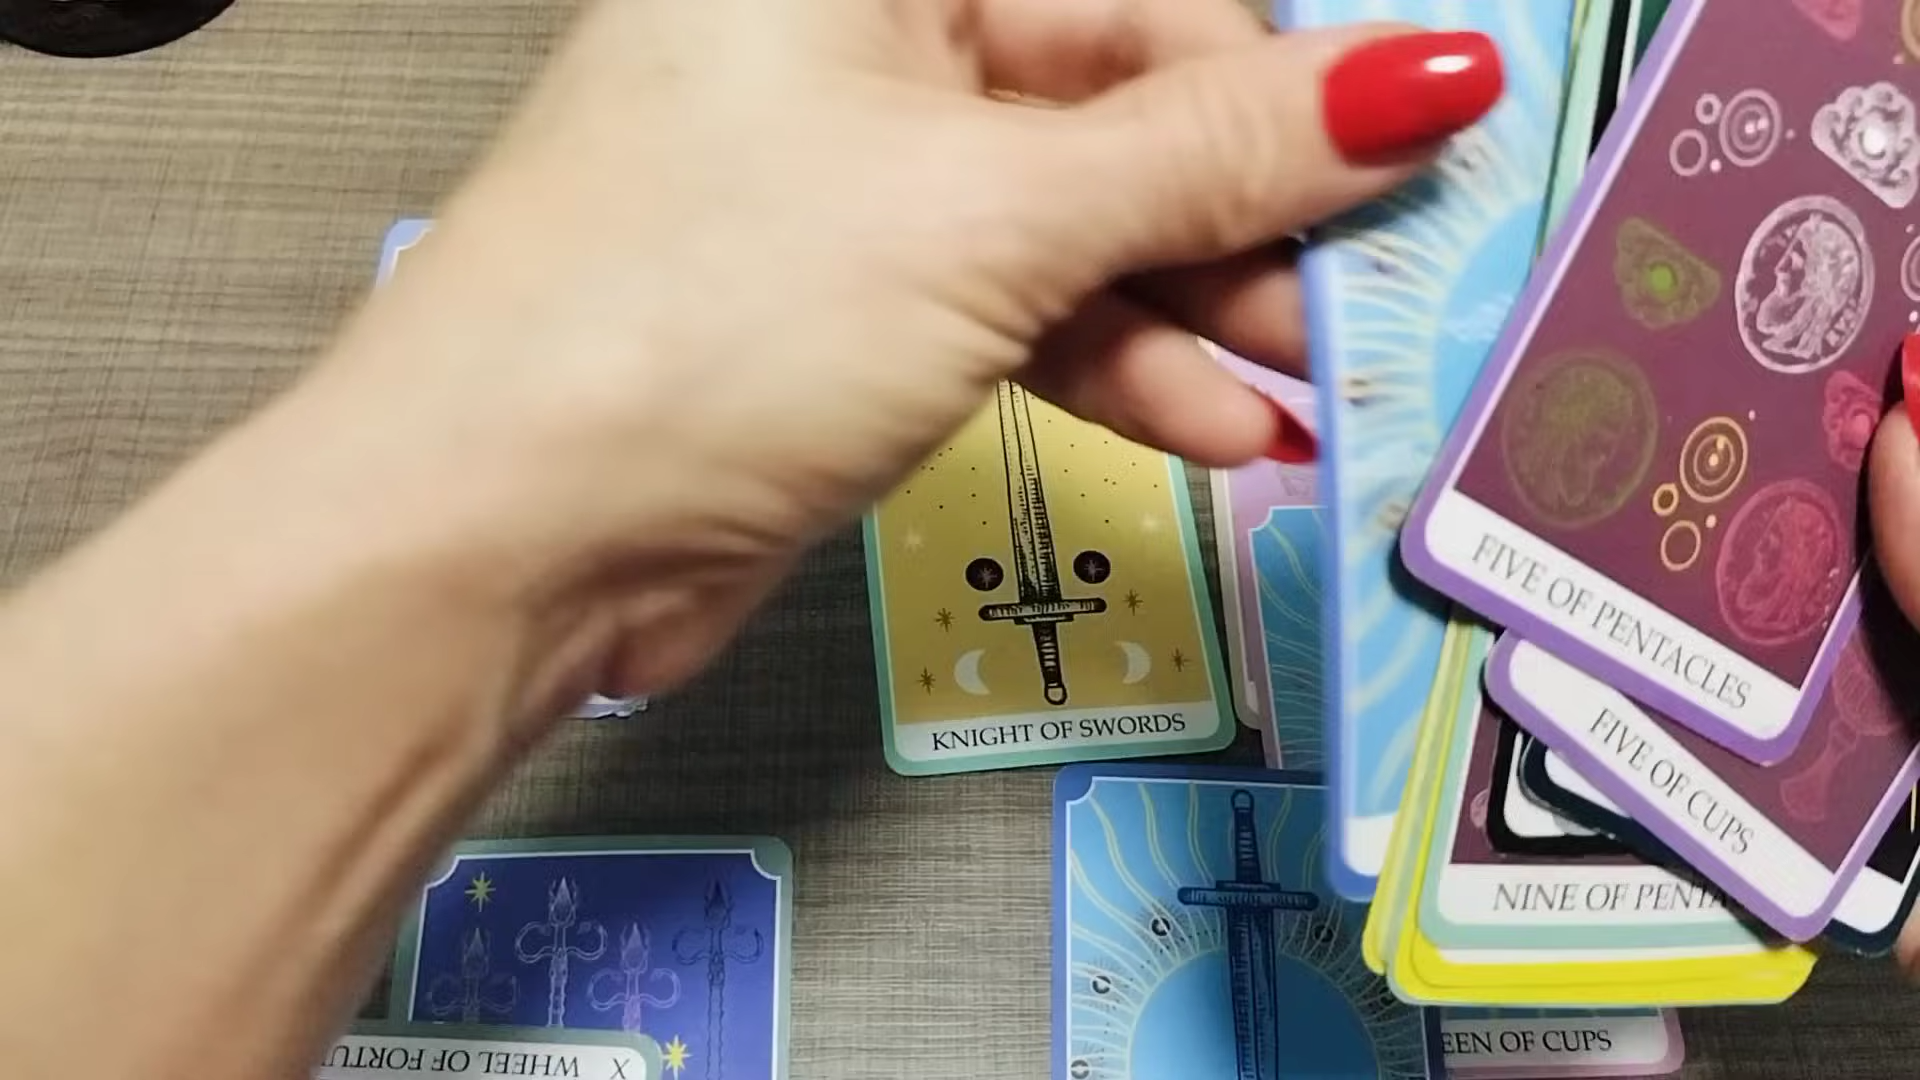 FIVE OF PENTACLES
FIVE OF CUPS
KNIGHT OF SWORDS
NINE OF PENTA
EEN OF CUPS
X WHEEL OF FORTU